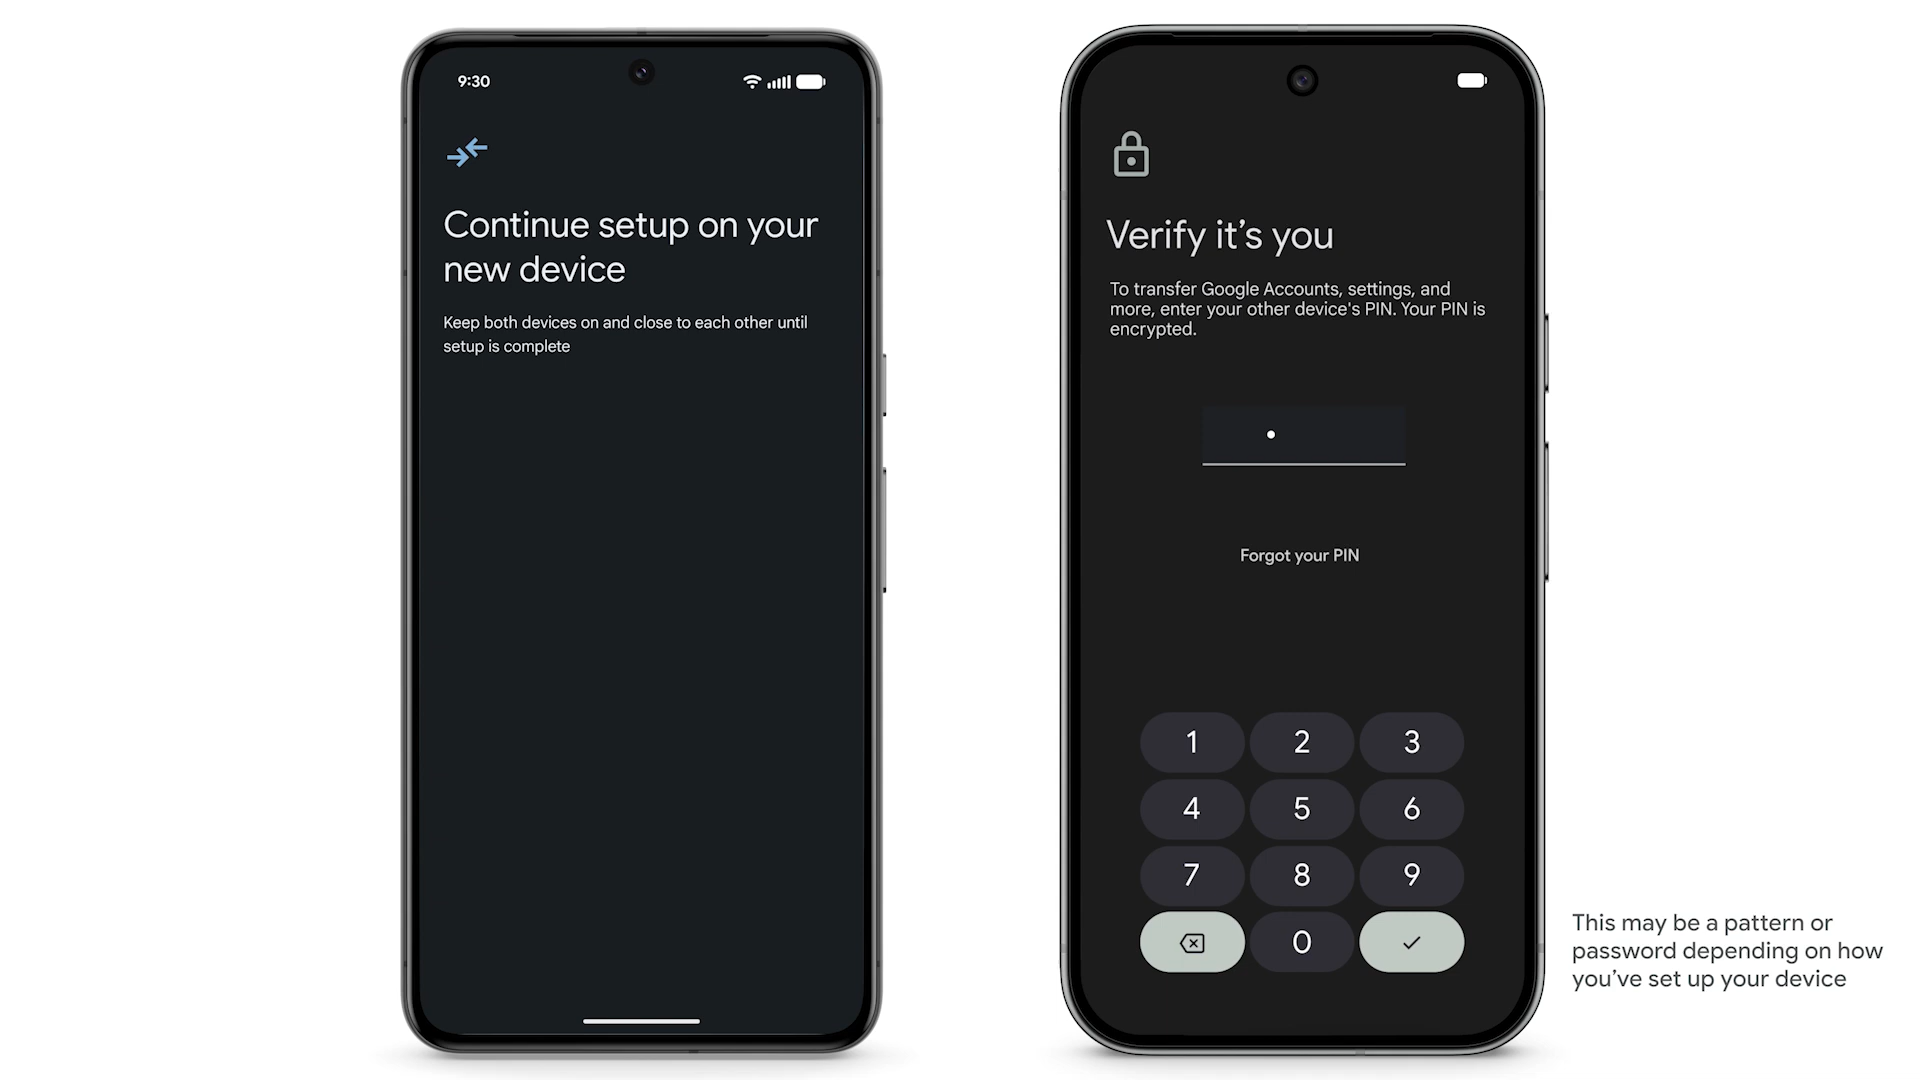 9:30
Continue setup on your
new device
Keep both devices on and close to each other until
setup is complete
Verify it’s you
To transfer Google Accounts, settings, and
more, enter your other device's PIN. Your PIN is
encrypted.
Forgot your PIN
1 2 3
4 5 6
7 8 9
0
This may be a pattern or
password depending on how
you’ve set up your device